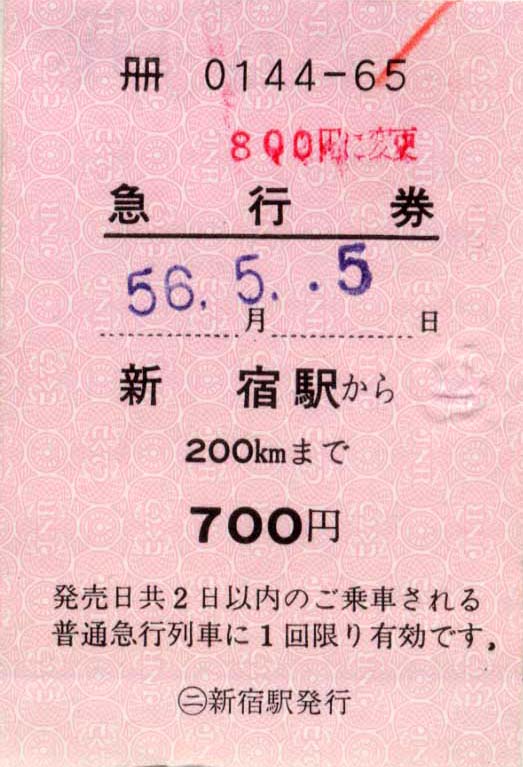 冊 0144-65
800円に変更
急行券
56. 5. . 5
月 日
新宿駅から
200kmまで
700円
発売日共2日以内のご乗車される
普通急行列車に1回限り有効です。
㊁新宿駅発行